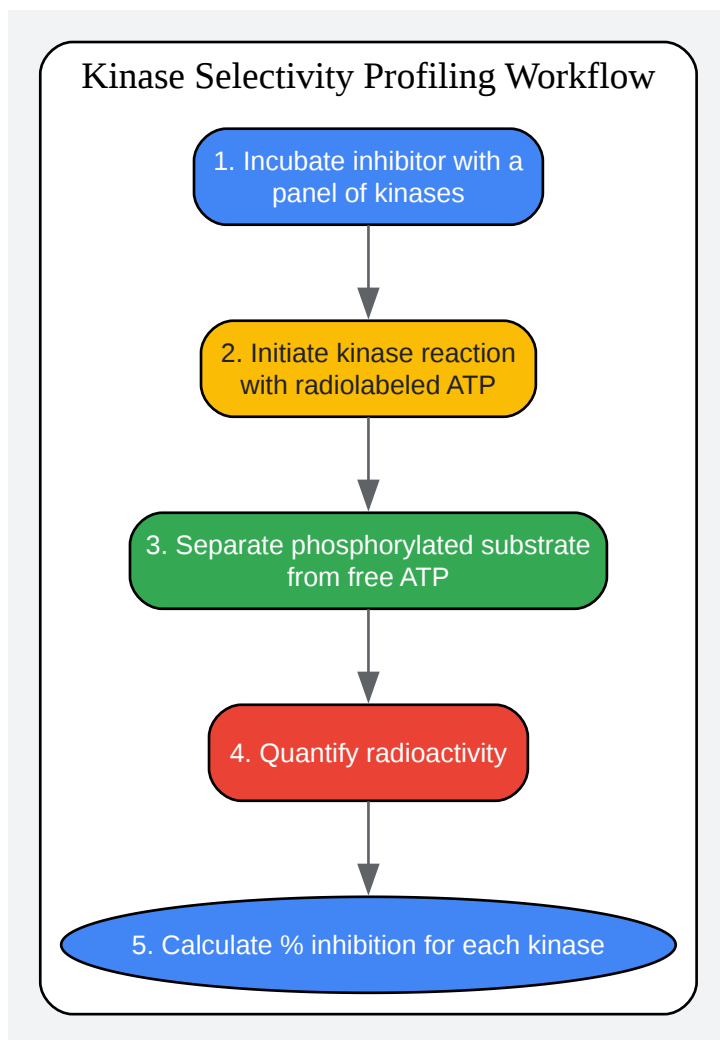 Kinase Selectivity Profiling Workflow
1. Incubate inhibitor with a
panel of kinases
2. Initiate kinase reaction
with radiolabeled ATP
3. Separate phosphorylated substrate
from free ATP
4. Quantify radioactivity
5. Calculate % inhibition for each kinase